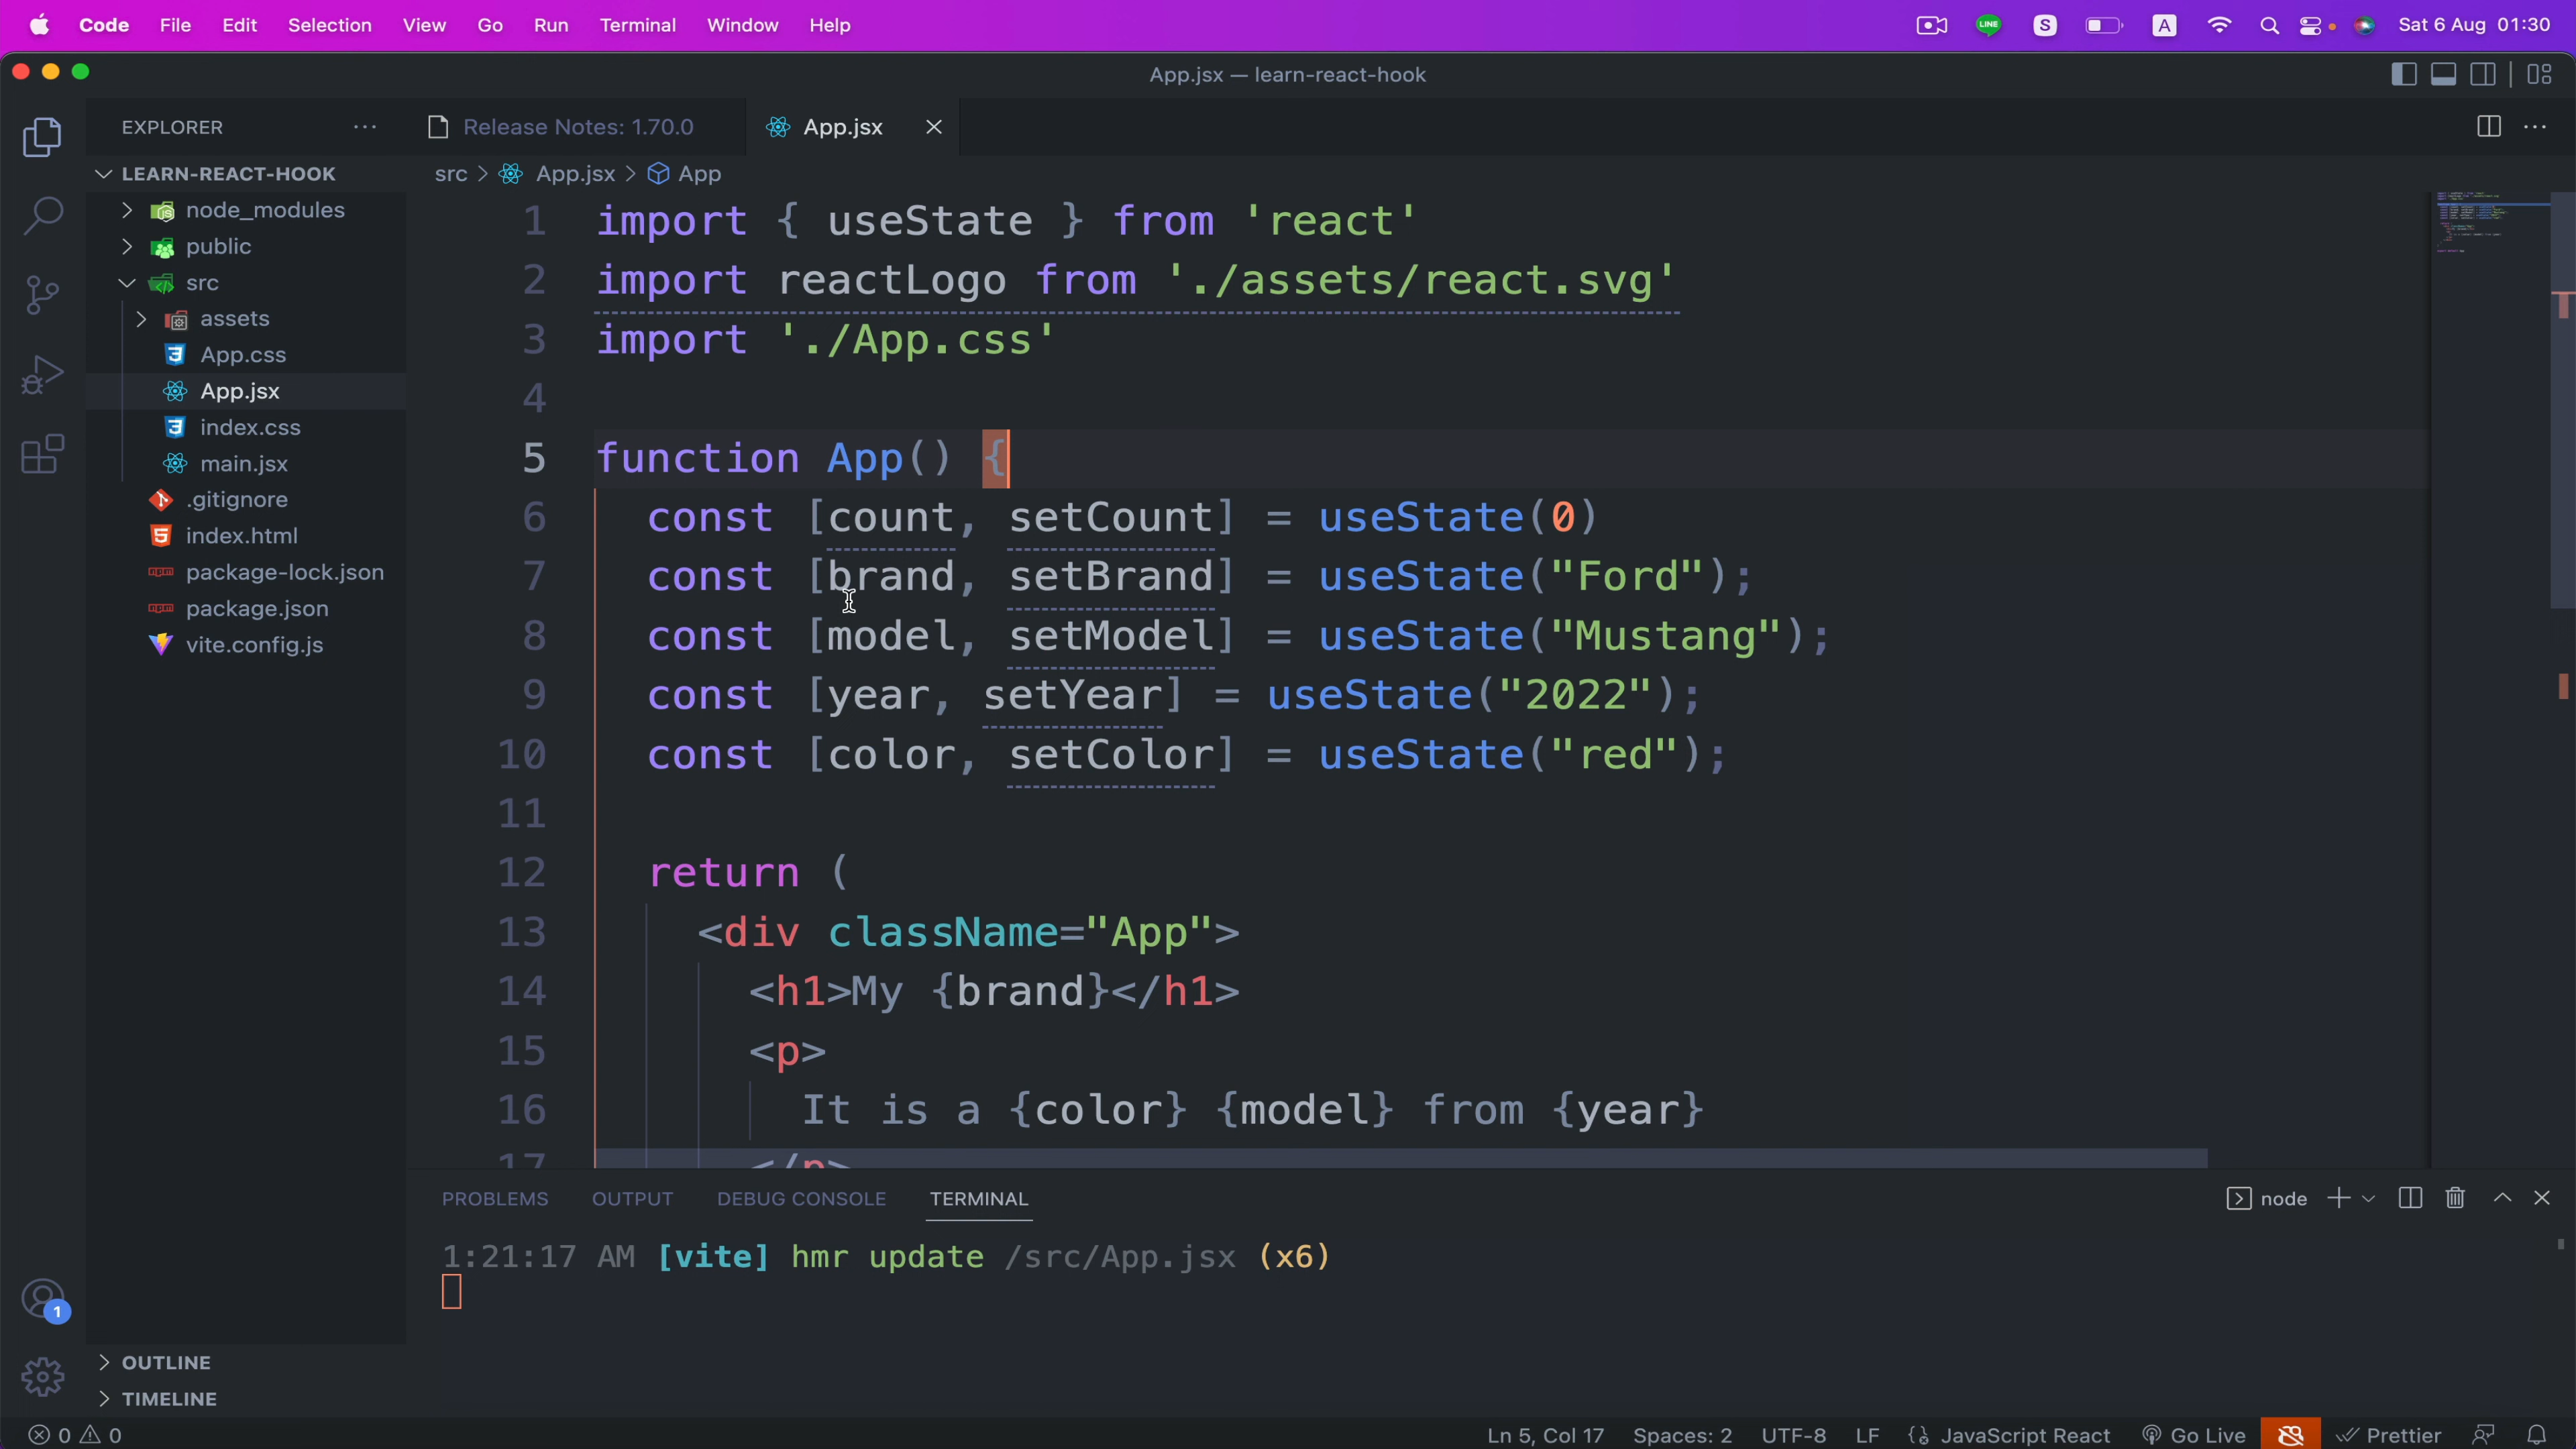 Code File Edit Selection View Go Run Terminal Window Help LINE S A Sat 6 Aug 01:30
App.jsx — learn-react-hook
EXPLORER
Release Notes: 1.70.0 App.jsx
LEARN-REACT-HOOK
node_modules
public
src
assets
App.css
App.jsx
index.css
main.jsx
.gitignore
index.html
package-lock.json
package.json
vite.config.js
OUTLINE
TIMELINE
src > App.jsx > App
1 import { useState } from 'react'
2 import reactLogo from './assets/react.svg'
3 import './App.css'
4
5 function App() {
6 const [count, setCount] = useState(0)
7 const [brand, setBrand] = useState("Ford");
8 const [model, setModel] = useState("Mustang");
9 const [year, setYear] = useState("2022");
10 const [color, setColor] = useState("red");
11
12 return (
13 <div className="App">
14 <h1>My {brand}</h1>
15 <p>
16 It is a {color} {model} from {year}
17 </p>
PROBLEMS OUTPUT DEBUG CONSOLE TERMINAL node
1:21:17 AM [vite] hmr update /src/App.jsx (x6)
1
0 0 Ln 5, Col 17 Spaces: 2 UTF-8 LF JavaScript React Go Live Prettier